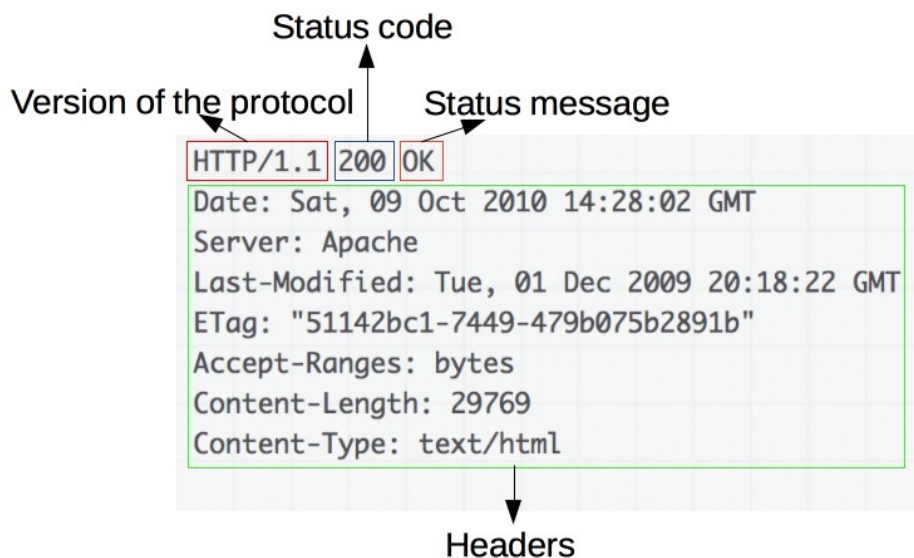 Status code
Version of the protocol Status message
HTTP/1.1 200 OK
Date: Sat, 09 Oct 2010 14:28:02 GMT
Server: Apache
Last-Modified: Tue, 01 Dec 2009 20:18:22 GMT
ETag: "51142bc1-7449-479b075b2891b"
Accept-Ranges: bytes
Content-Length: 29769
Content-Type: text/html
Headers